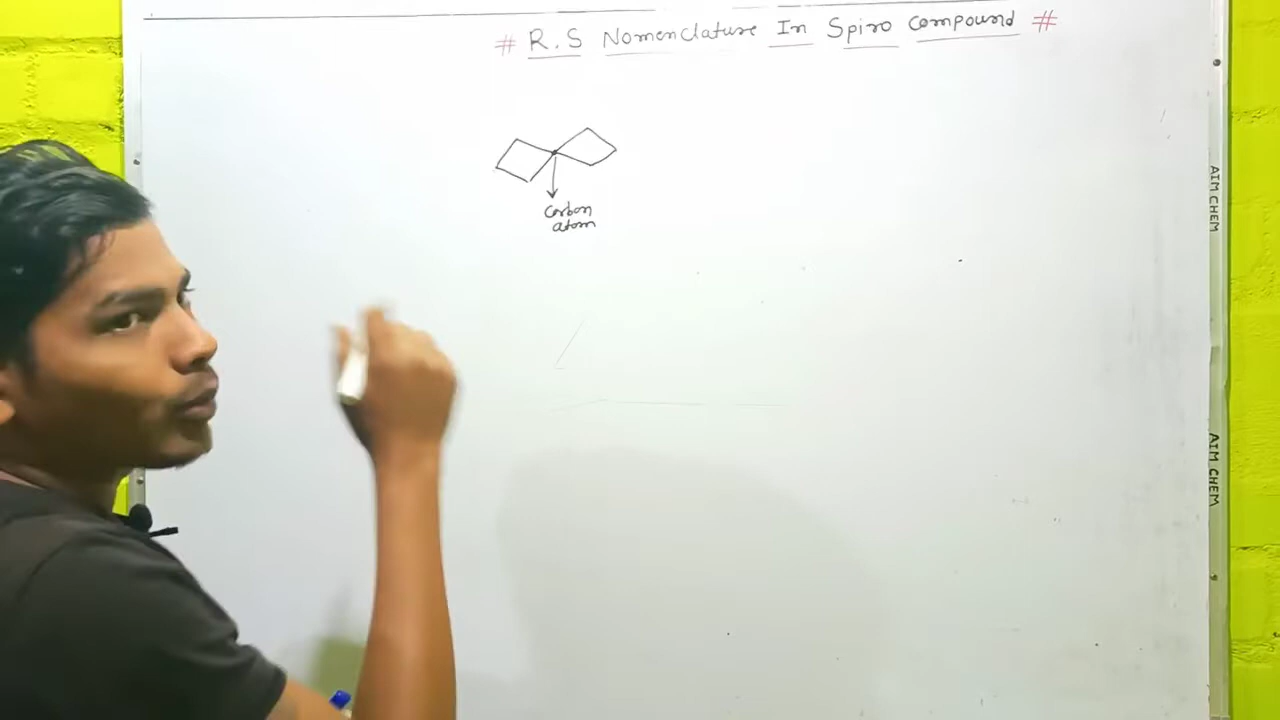 # R.S Nomenclature In Spiro Compound #
Carbon
atom
AIM CHEM
AIM CHEM